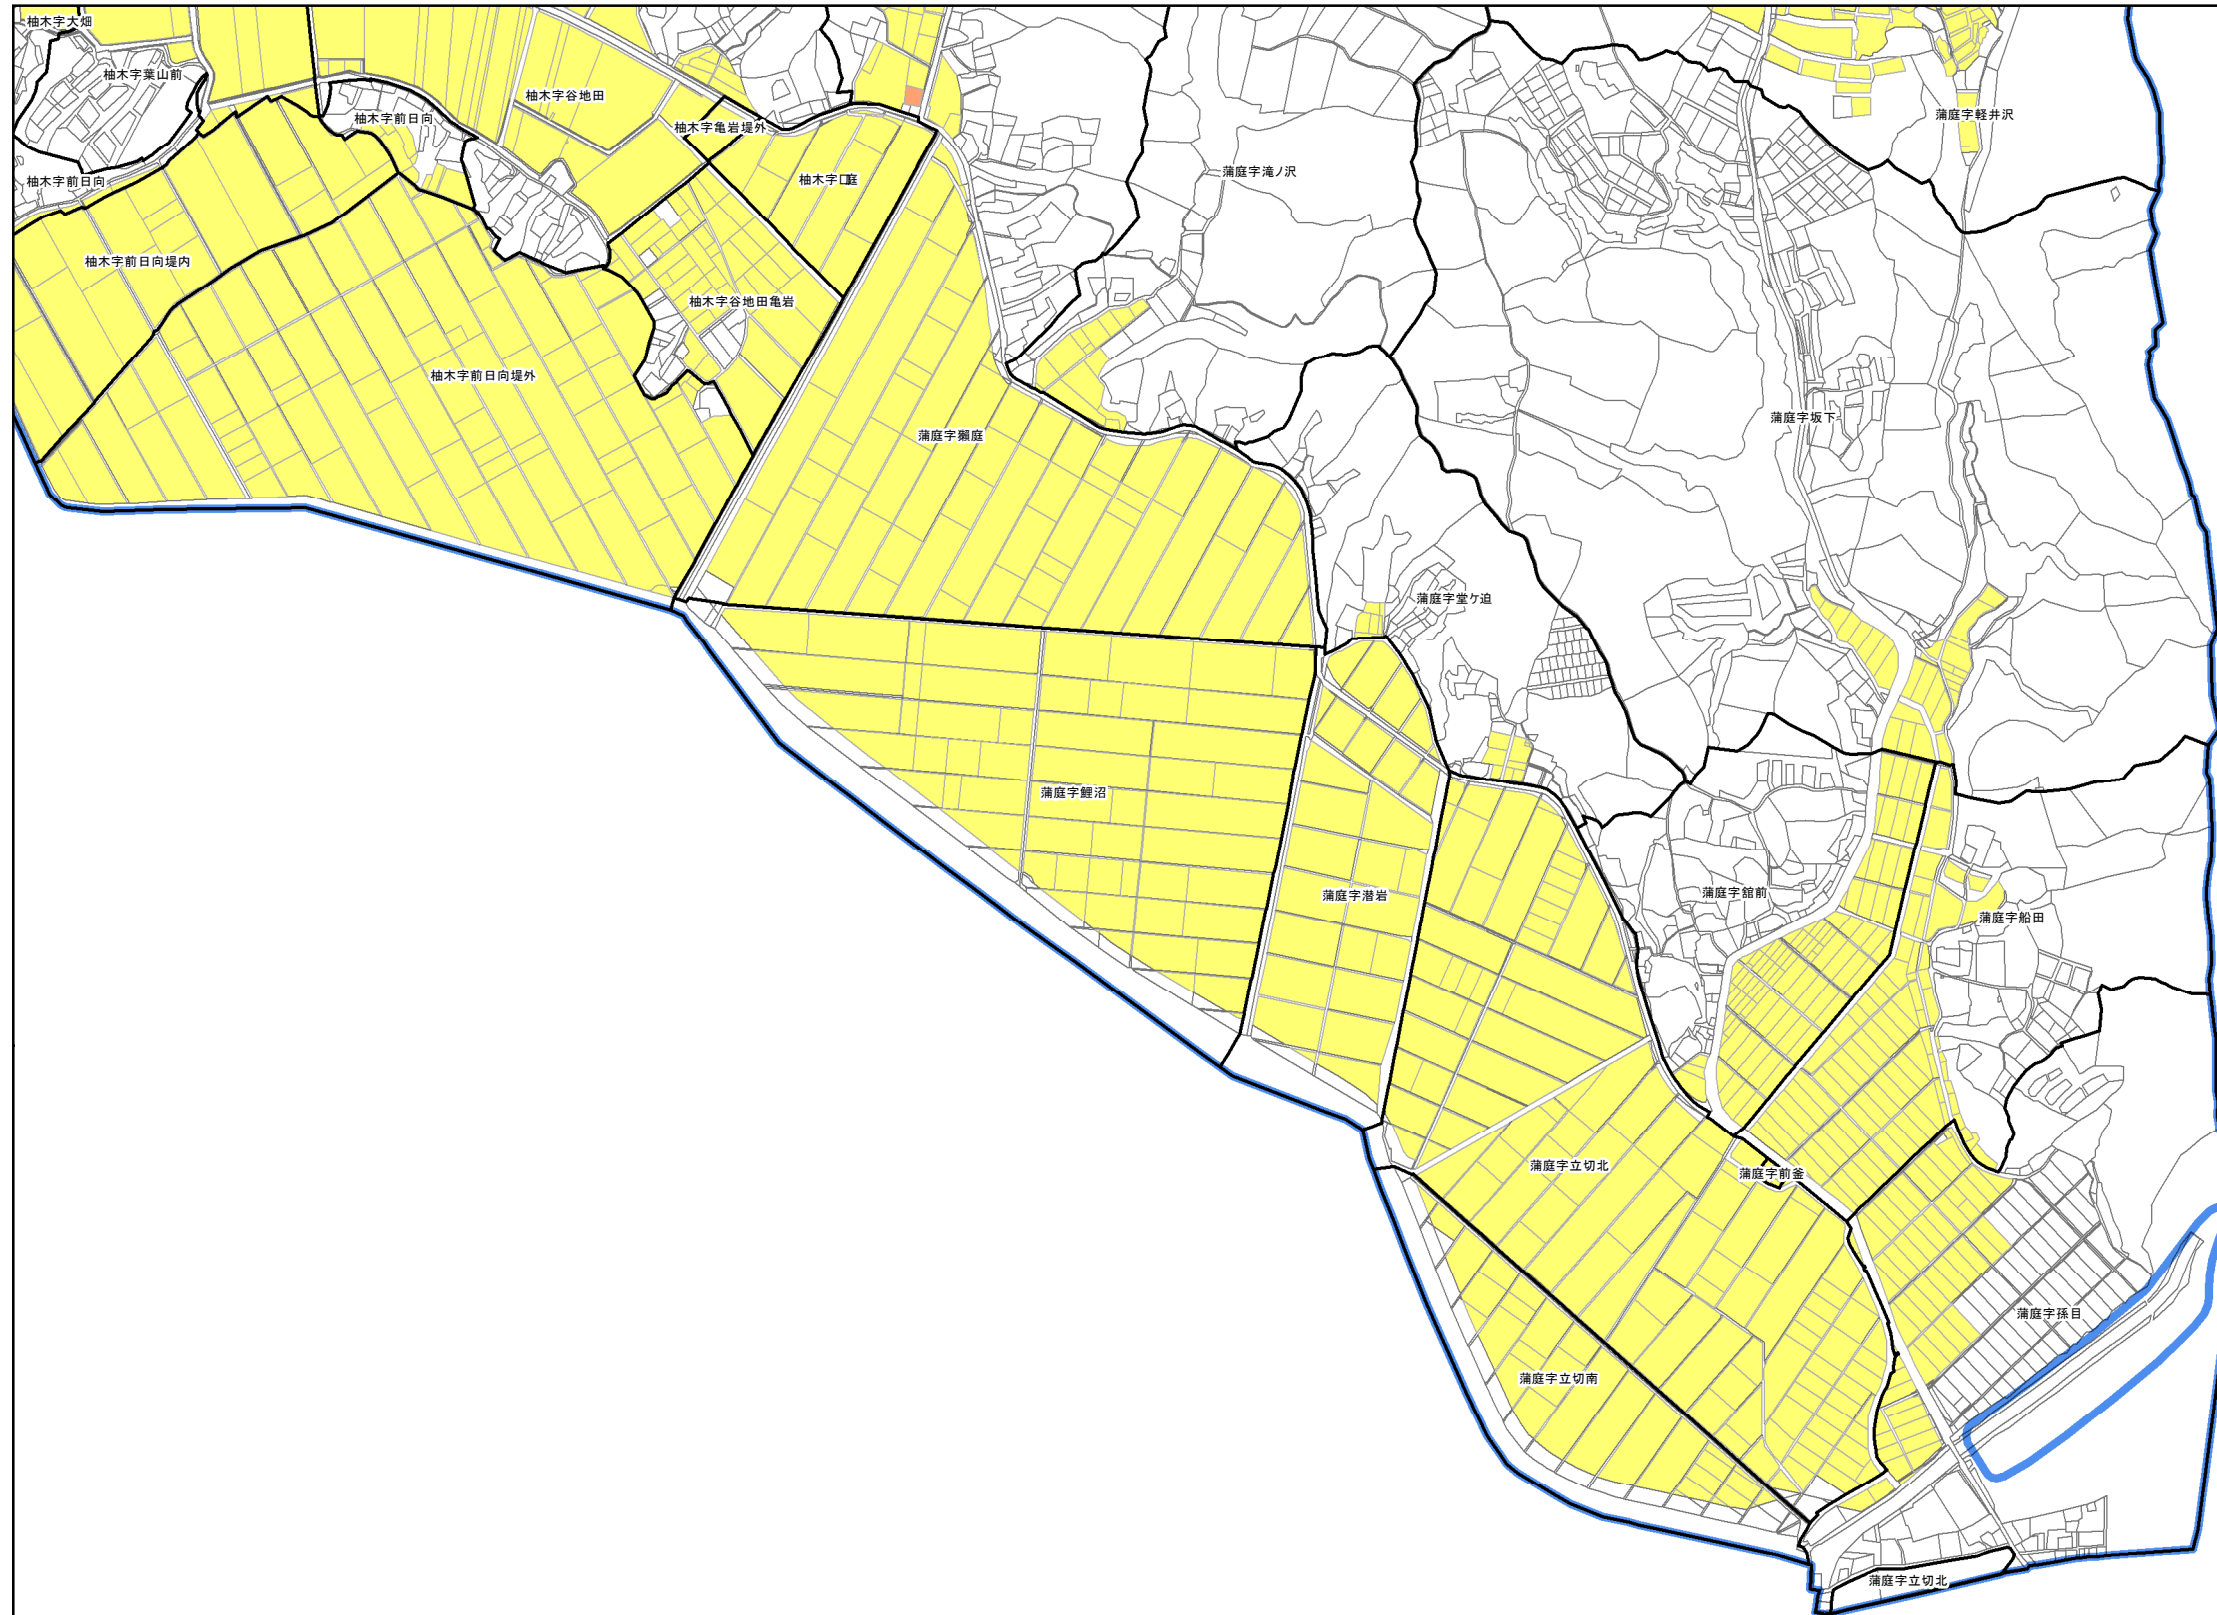 柚木字大畑
柚木字葉山前
柚木字谷地田
柚木字前日向
柚木字亀岩堤外
蒲庭字軽井沢
蒲庭字滝ノ沢
柚木字前日向
柚木字□庭
柚木字前日向堤内
柚木字谷地田亀岩
柚木字前日向堤外
蒲庭字坂下
蒲庭字獺庭
蒲庭字堂ケ迫
蒲庭字鯉沼
蒲庭字潜岩
蒲庭字舘前
蒲庭字船田
蒲庭字立切北
蒲庭字前釜
蒲庭字孫目
蒲庭字立切南
蒲庭字立切北